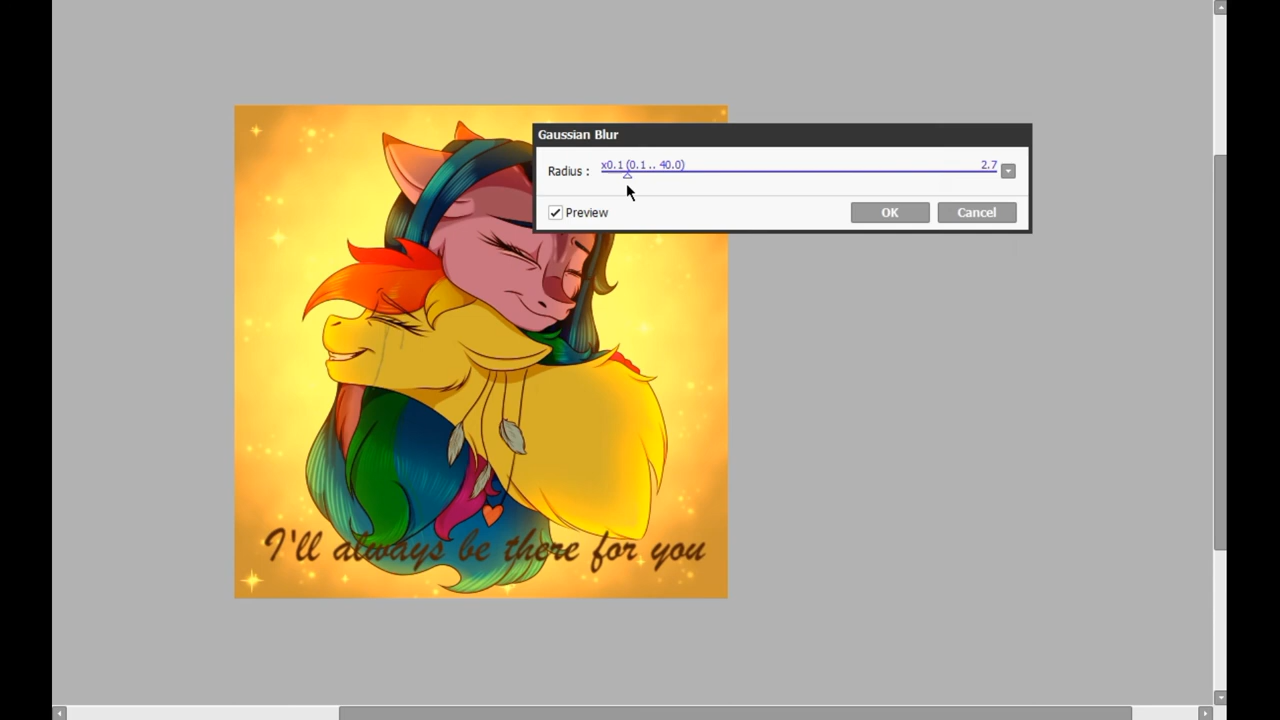 Gaussian Blur
Radius :
x0.1 (0.1 .. 40.0)
2.7
Preview
OK
Cancel
I'll always be there for you